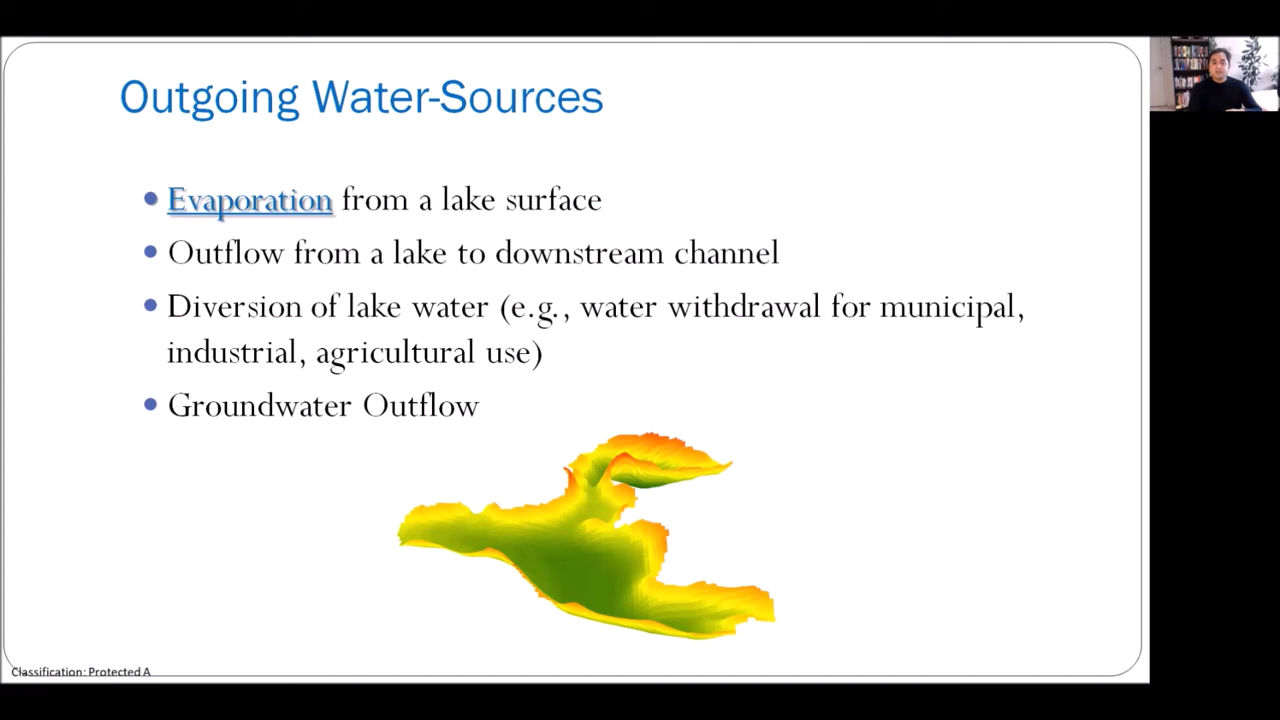 Outgoing Water-Sources
• Evaporation from a lake surface
• Outflow from a lake to downstream channel
• Diversion of lake water (e.g., water withdrawal for municipal,
industrial, agricultural use)
• Groundwater Outflow
Classification: Protected A